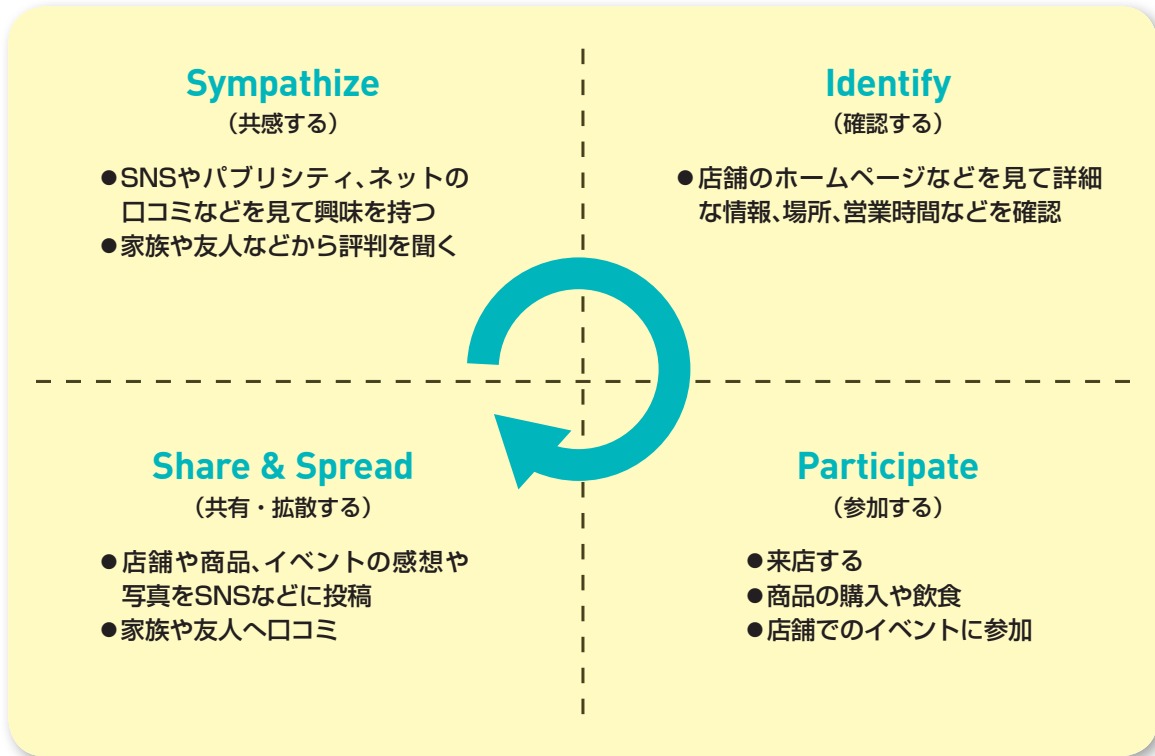 Sympathize
（共感する）
●SNSやパブリシティ、ネットの
口コミなどを見て興味を持つ
●家族や友人などから評判を聞く
Identify
（確認する）
●店舗のホームページなどを見て詳細
な情報、場所、営業時間などを確認
Share & Spread
（共有・拡散する）
●店舗や商品、イベントの感想や
写真をSNSなどに投稿
●家族や友人へ口コミ
Participate
（参加する）
●来店する
●商品の購入や飲食
●店舗でのイベントに参加